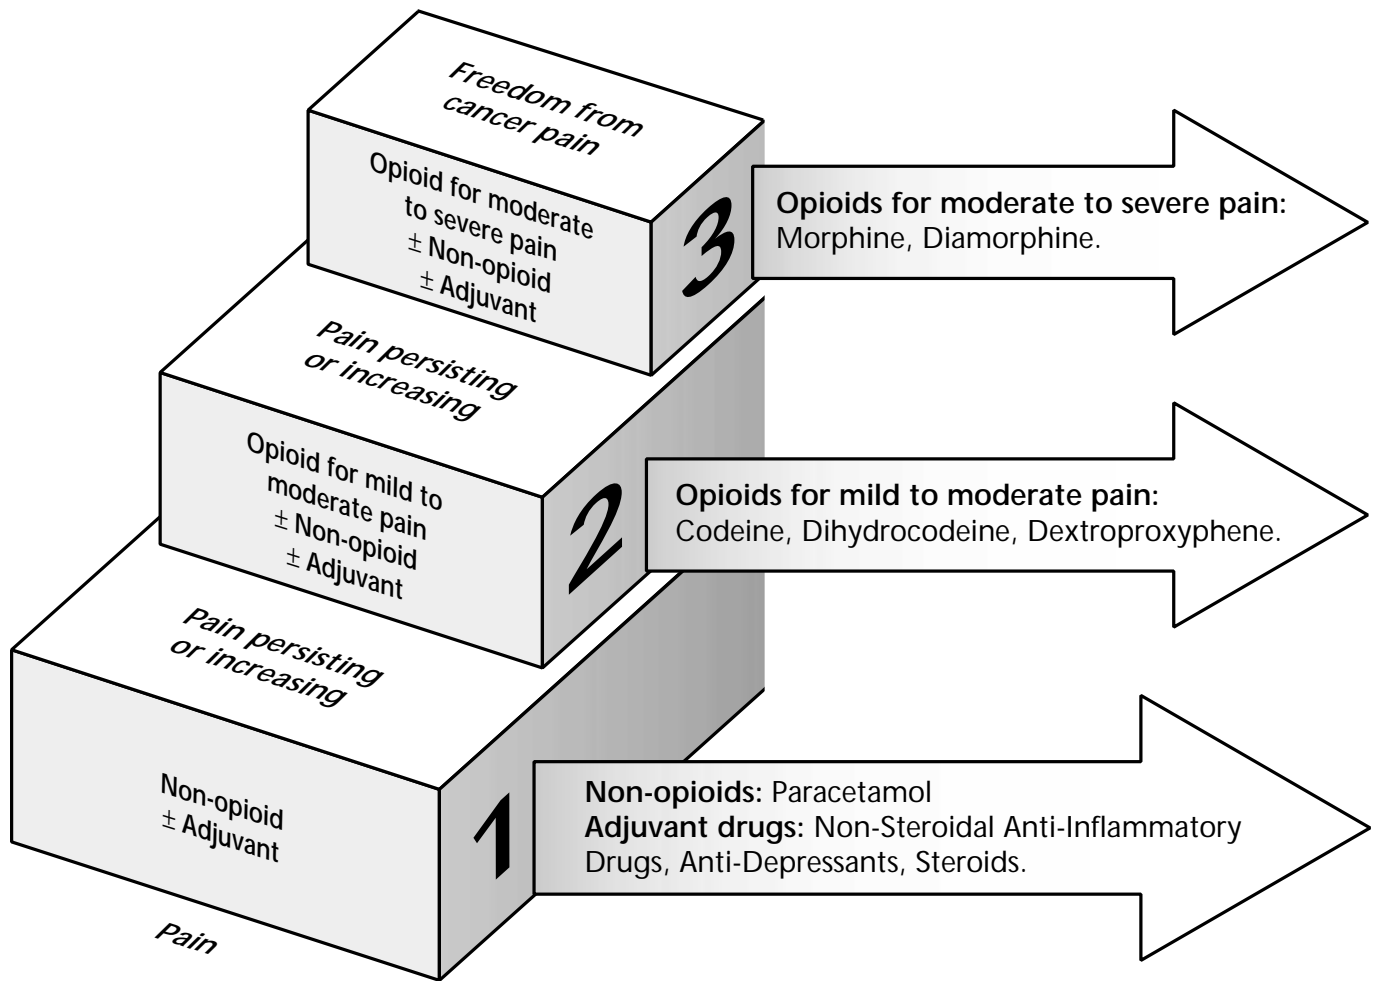 Freedom from
cancer pain
Opioid for moderate
to severe pain
± Non-opioid
± Adjuvant
3
Opioids for moderate to severe pain:
Morphine, Diamorphine.
Pain persisting
or increasing
Opioid for mild to
moderate pain
± Non-opioid
± Adjuvant
2
Opioids for mild to moderate pain:
Codeine, Dihydrocodeine, Dextroproxyphene.
Pain persisting
or increasing
Non-opioid
± Adjuvant
1
Non-opioids: Paracetamol
Adjuvant drugs: Non-Steroidal Anti-Inflammatory
Drugs, Anti-Depressants, Steroids.
Pain